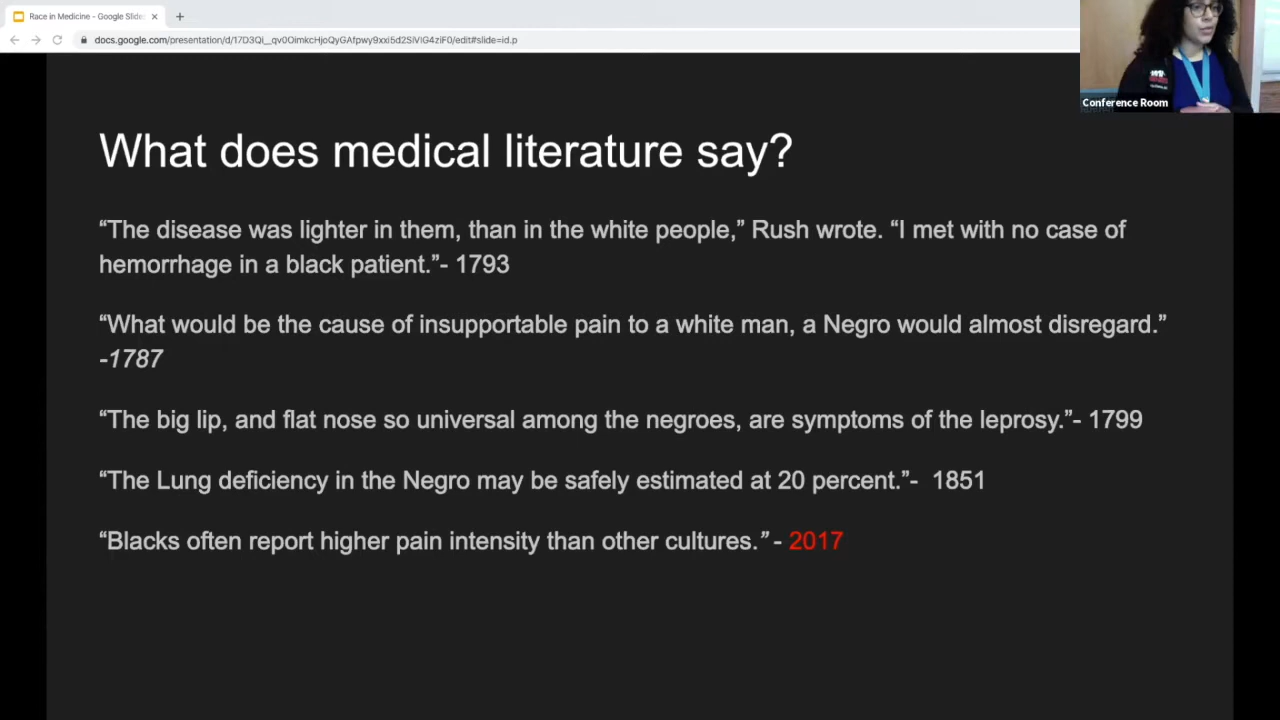 Race in Medicine - Google Slide
docs.google.com/presentation/d/17D3Qi__qv0OimkcHjoQyGAfpwy9xxi5d2SiVIG4ziF0/edit#slide=id.p
Conference Room
What does medical literature say?
“The disease was lighter in them, than in the white people,” Rush wrote. “I met with no case of
hemorrhage in a black patient.”- 1793
“What would be the cause of insupportable pain to a white man, a Negro would almost disregard.”
-1787
“The big lip, and flat nose so universal among the negroes, are symptoms of the leprosy.”- 1799
“The Lung deficiency in the Negro may be safely estimated at 20 percent.”- 1851
“Blacks often report higher pain intensity than other cultures.” - 2017